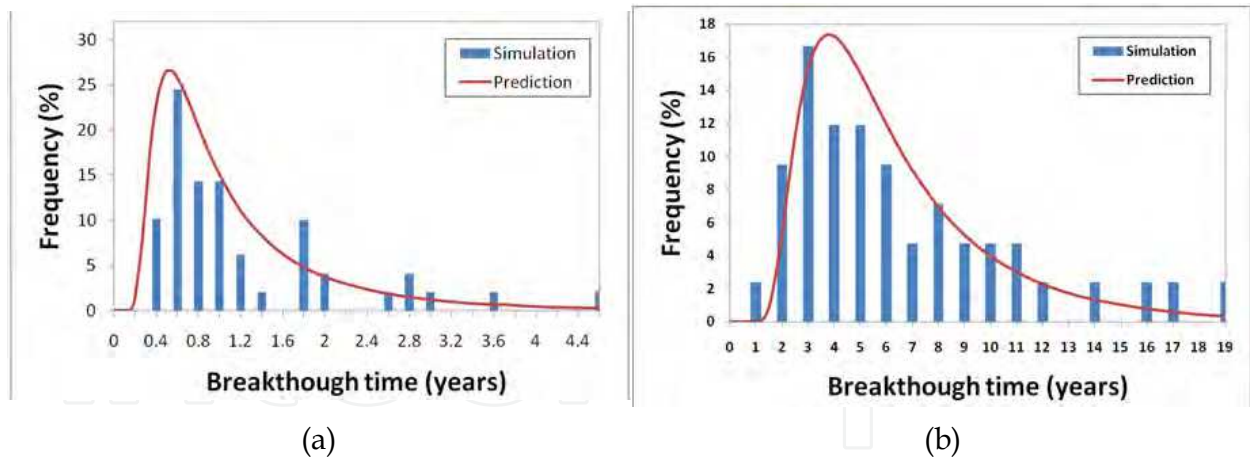 Frequency (%)
30
25
20
15
10
5
0
Simulation
Prediction
0 0.4 0.8 1.2 1.6 2 2.4 2.8 3.2 3.6 4 4.4
Breakthough time (years)
(a)
Frequency (%)
18
16
14
12
10
8
6
4
2
0
Simulation
Prediction
0 1 2 3 4 5 6 7 8 9 10 11 12 13 14 15 16 17 18 19
Breakthough time (years)
(b)